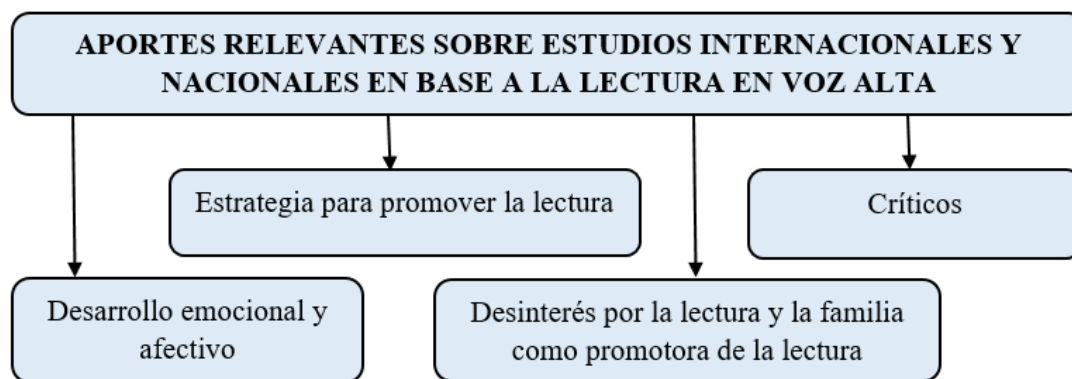 APORTES RELEVANTES SOBRE ESTUDIOS INTERNACIONALES Y
NACIONALES EN BASE A LA LECTURA EN VOZ ALTA
Estrategia para promover la lectura
Críticos
Desarrollo emocional y
afectivo
Desinterés por la lectura y la familia
como promotora de la lectura